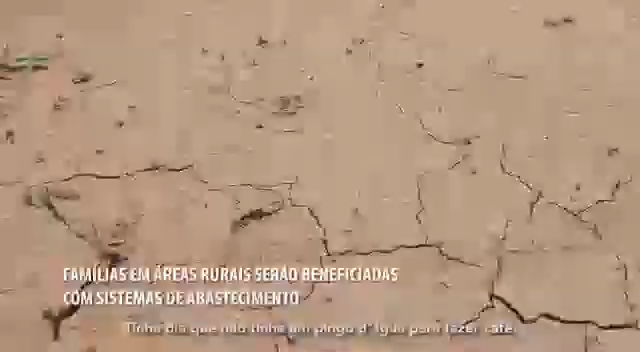 FAMÍLIAS EM ÁREAS RURAIS SERÃO BENEFICIADAS
COM SISTEMAS DE ABASTECIMENTO
Tinha dia que não tinha um pingo d'água para fazer café.